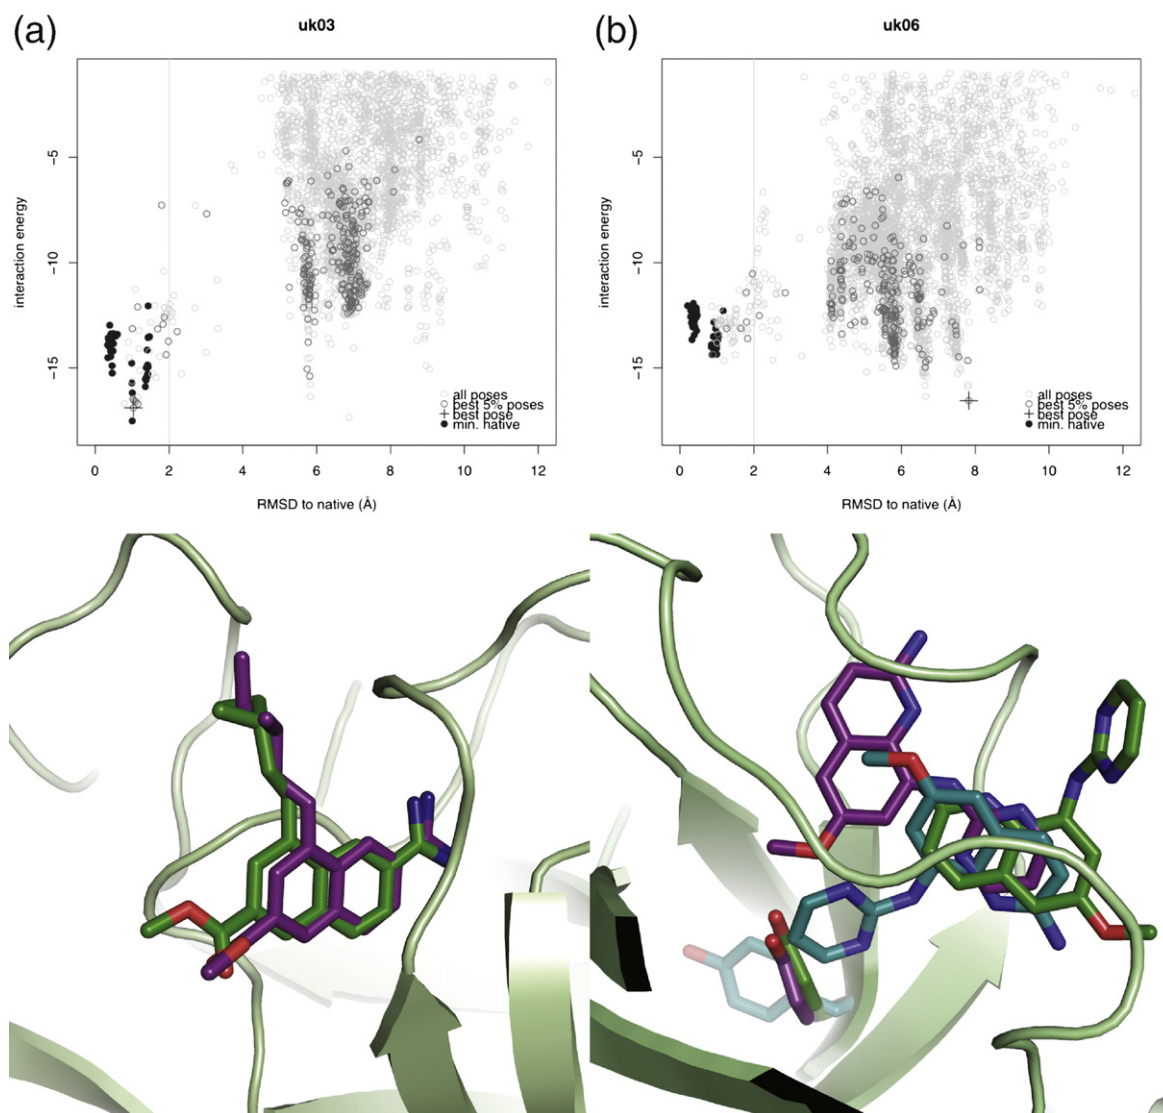 (a)
uk03
interaction energy
−5
−10
−15
all poses
best 5% poses
best pose
min. native
0 2 4 6 8 10 12
RMSD to native (Å)
(b)
uk06
interaction energy
−5
−10
−15
all poses
best 5% poses
best pose
min. native
0 2 4 6 8 10 12
RMSD to native (Å)